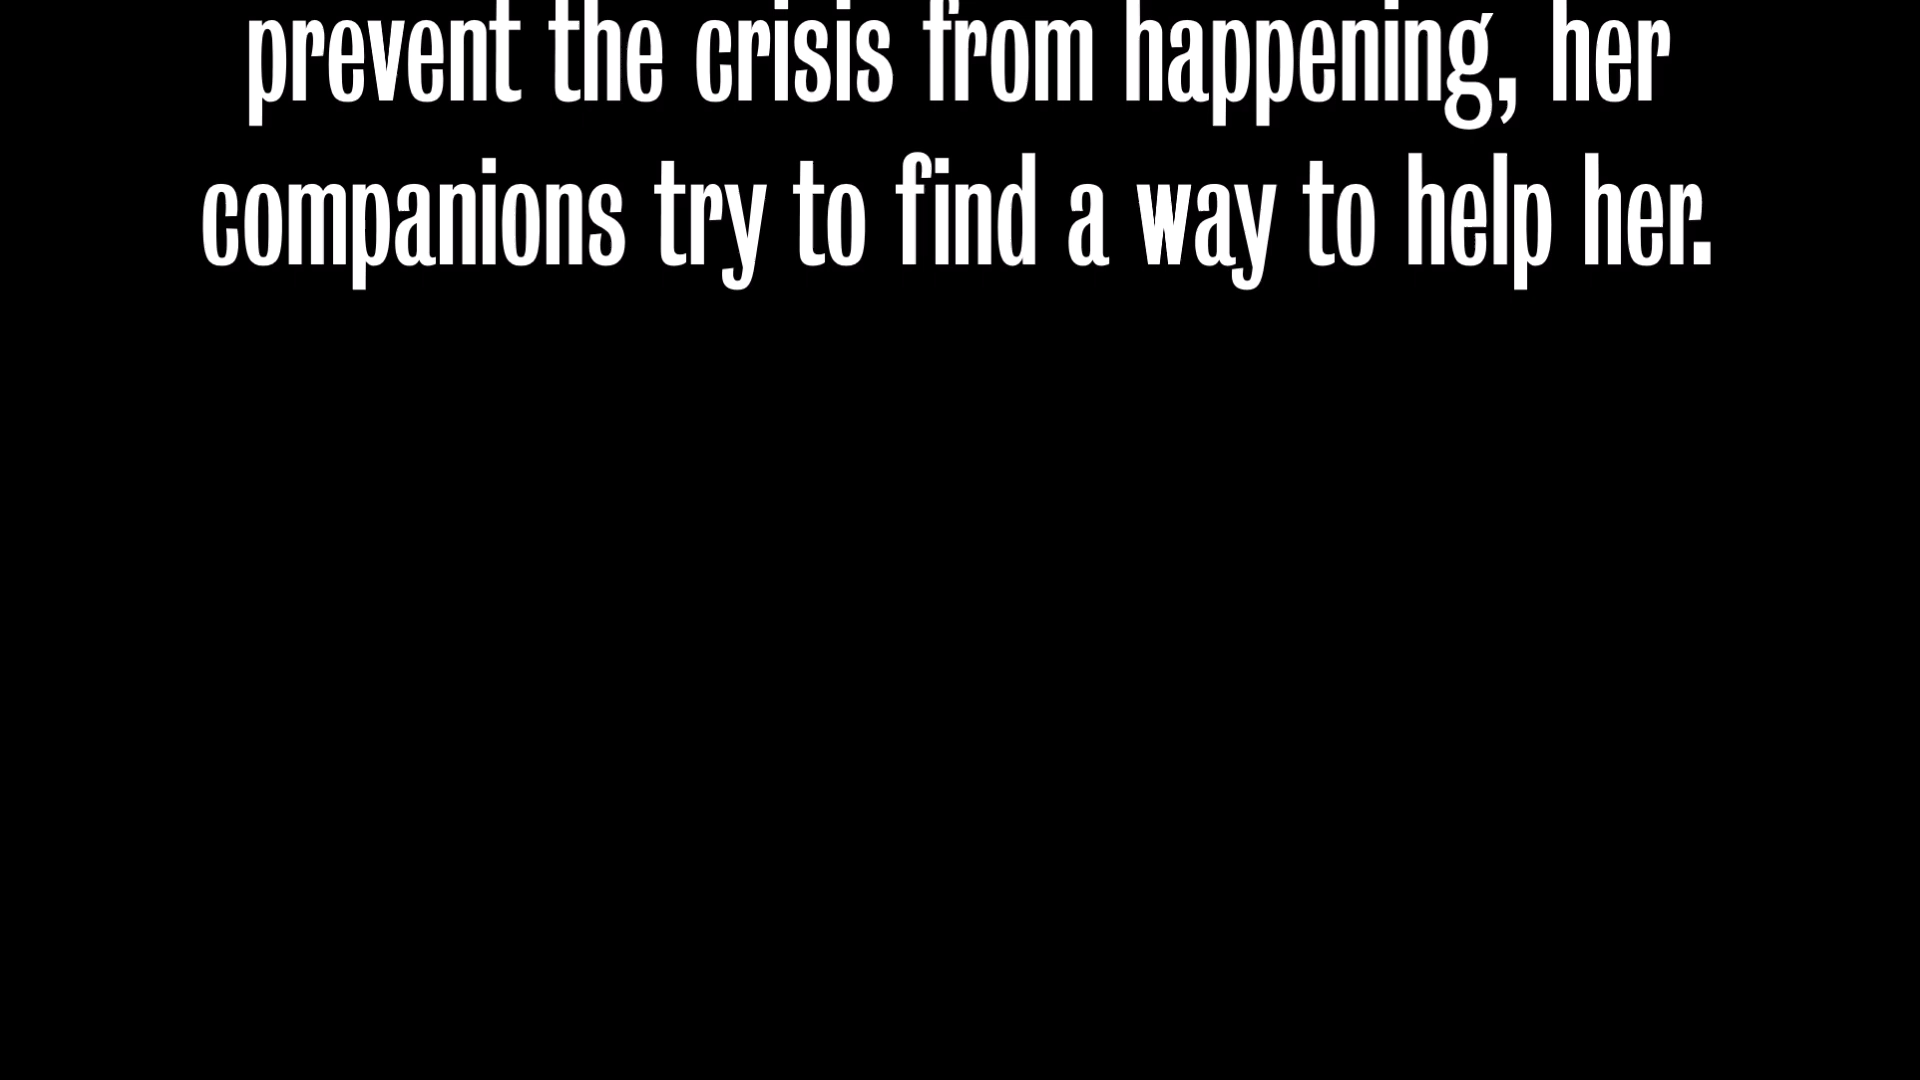 prevent the crisis from happening, her
companions try to find a way to help her.